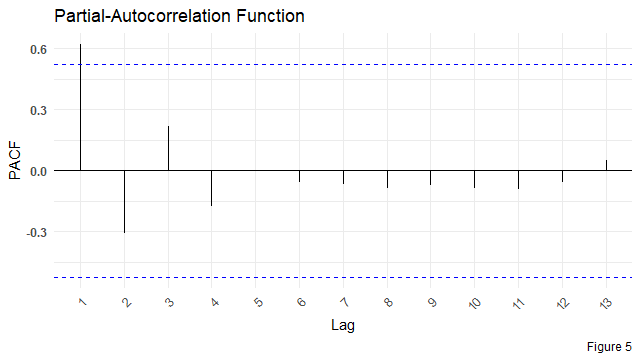 Partial-Autocorrelation Function
0.6
0.3
0.0
-0.3
PACF
1 2 3 4 5 6 7 8 9 10 11 12 13
Lag
Figure 5